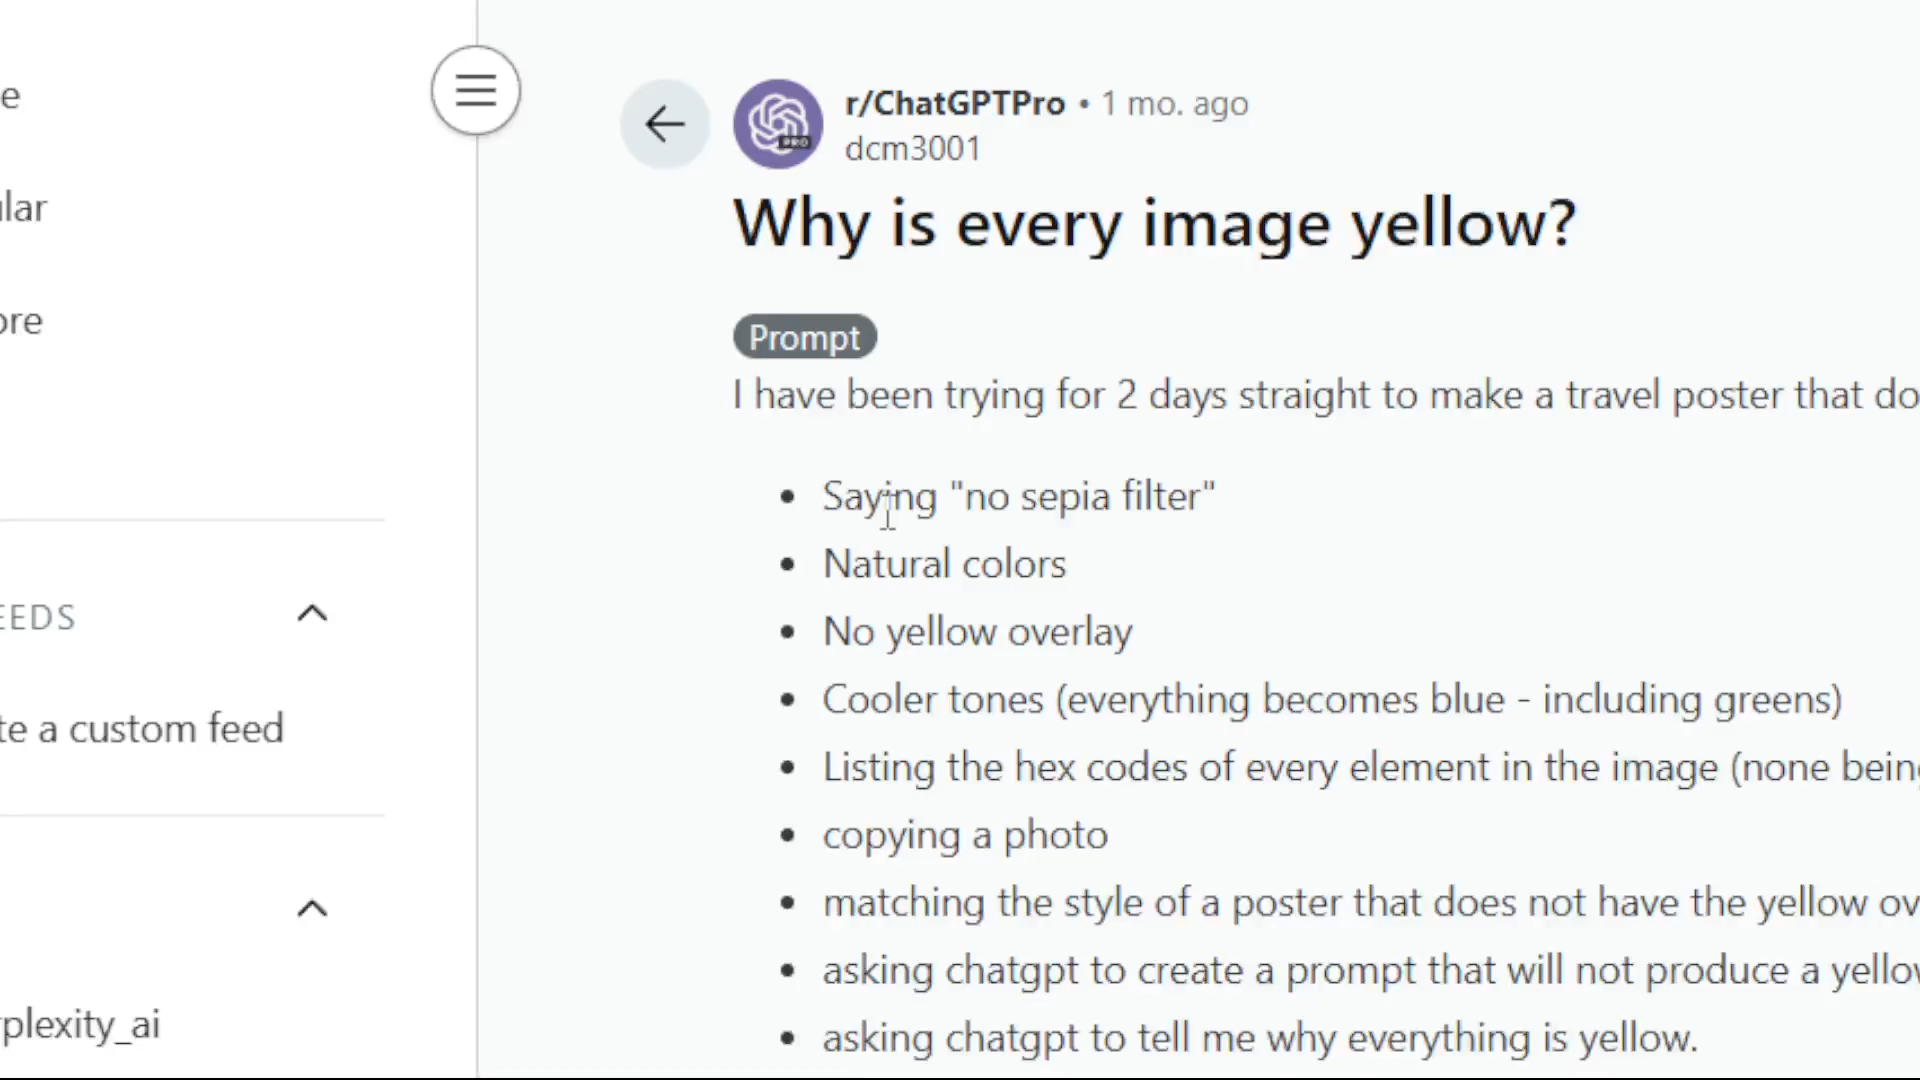 e
r/ChatGPTPro • 1 mo. ago
dcm3001
lar
Why is every image yellow?
ore
Prompt
I have been trying for 2 days straight to make a travel poster that do
• Saying "no sepia filter"
• Natural colors
EEDS
• No yellow overlay
te a custom feed
• Cooler tones (everything becomes blue - including greens)
• Listing the hex codes of every element in the image (none being
• copying a photo
• matching the style of a poster that does not have the yellow ov
• asking chatgpt to create a prompt that will not produce a yellow
plexity_ai
• asking chatgpt to tell me why everything is yellow.
PRO